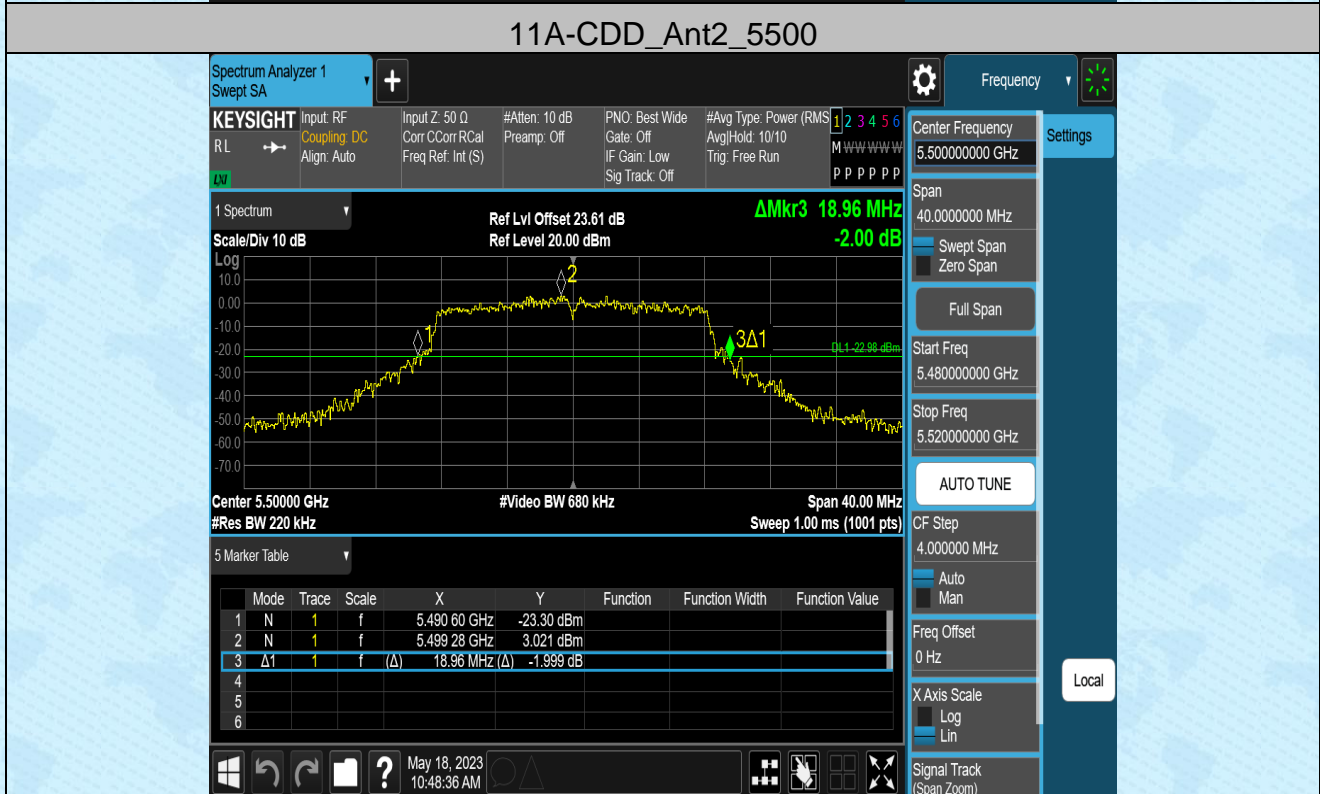 11A-CDD_Ant2_5500
Spectrum Analyzer 1
Swept SA
Frequency
KEYSIGHT
RL
LXI
Input: RF
Coupling: DC
Align: Auto
Input Z: 50 Ω
Corr CCorr RCal
Freq Ref: Int (S)
#Atten: 10 dB
Preamp: Off
PNO: Best Wide
Gate: Off
IF Gain: Low
Sig Track: Off
#Avg Type: Power (RMS
Avg|Hold: 10/10
Trig: Free Run
1 2 3 4 5 6
M W W W W W
P P P P P P
1 Spectrum
Scale/Div 10 dB
Ref Lvl Offset 23.61 dB
Ref Level 20.00 dBm
ΔMkr3 18.96 MHz
-2.00 dB
Log
10.0
0.00
-10.0
-20.0
-30.0
-40.0
-50.0
-60.0
-70.0
1
2
3Δ1
DL1 -22.98 dBm
Center 5.50000 GHz
#Video BW 680 kHz
Span 40.00 MHz
#Res BW 220 kHz
Sweep 1.00 ms (1001 pts)
5 Marker Table
Mode Trace Scale X Y Function Function Width Function Value
1 N 1 f 5.490 60 GHz -23.30 dBm
2 N 1 f 5.499 28 GHz 3.021 dBm
3 Δ1 1 f (Δ) 18.96 MHz (Δ) -1.999 dB
4
5
6
?
May 18, 2023
10:48:36 AM
Center Frequency
5.500000000 GHz
Settings
Span
40.0000000 MHz
Swept Span
Zero Span
Full Span
Start Freq
5.480000000 GHz
Stop Freq
5.520000000 GHz
AUTO TUNE
CF Step
4.000000 MHz
Auto
Man
Freq Offset
0 Hz
Local
X Axis Scale
Log
Lin
Signal Track
(Span Zoom)